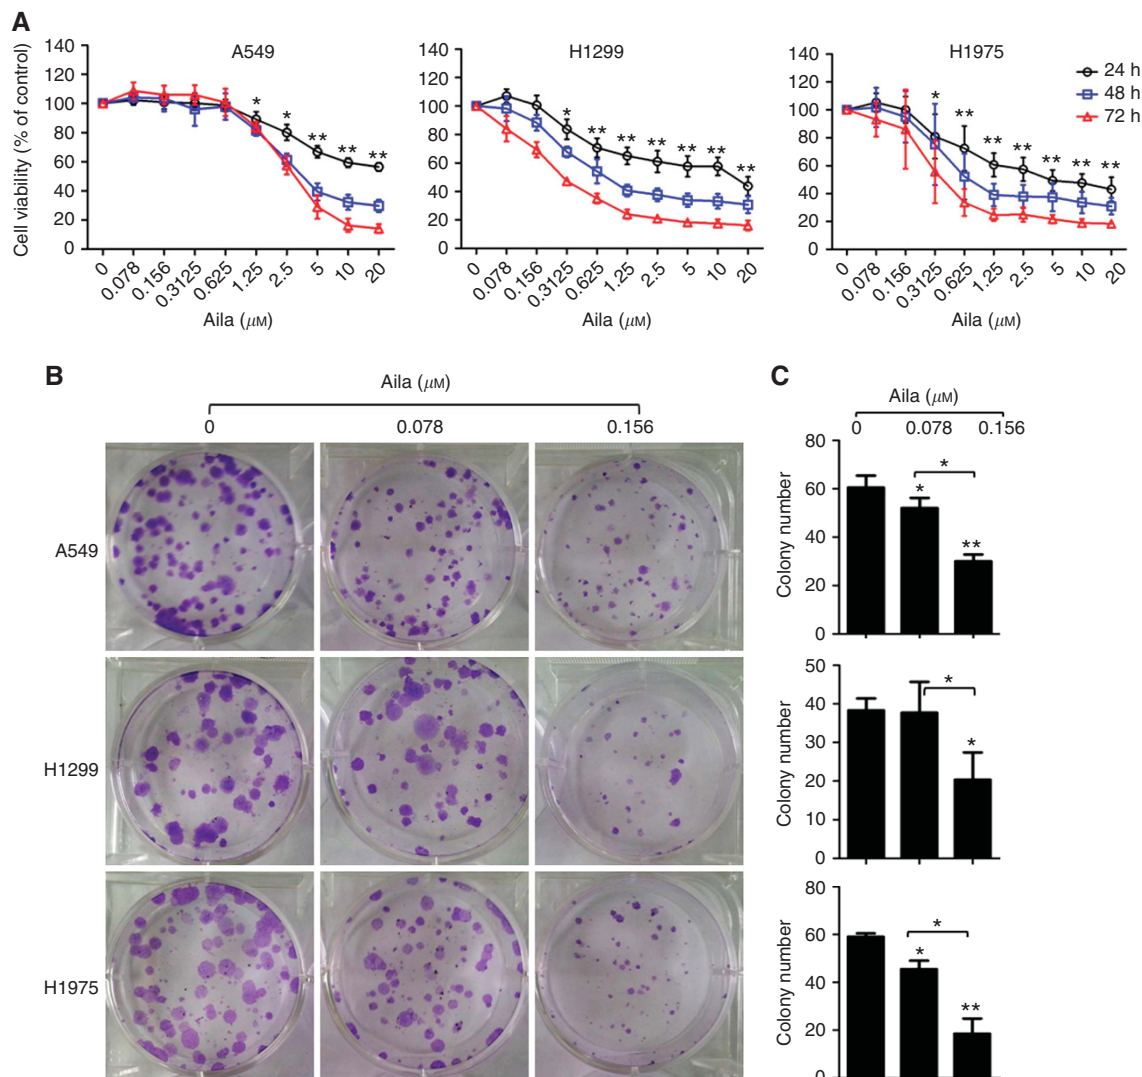 A
A549
H1299
H1975
24 h
48 h
72 h
Cell viability (% of control)
140
120
100
80
60
40
20
0
* * ** ** **
0 0.078 0.156 0.3125 0.625 1.25 2.5 5 10 20
Aila (μM)
140
120
100
80
60
40
20
0
* ** ** ** ** ** **
0 0.078 0.156 0.3125 0.625 1.25 2.5 5 10 20
Aila (μM)
140
120
100
80
60
40
20
0
* ** ** ** ** ** **
0 0.078 0.156 0.3125 0.625 1.25 2.5 5 10 20
Aila (μM)
B
Aila (μM)
0 0.078 0.156
A549
H1299
H1975
C
Aila (μM)
0 0.078 0.156
Colony number
80
60
40
20
0
*
*
**
Colony number
50
40
30
20
10
0
*
*
Colony number
80
60
40
20
0
*
*
**